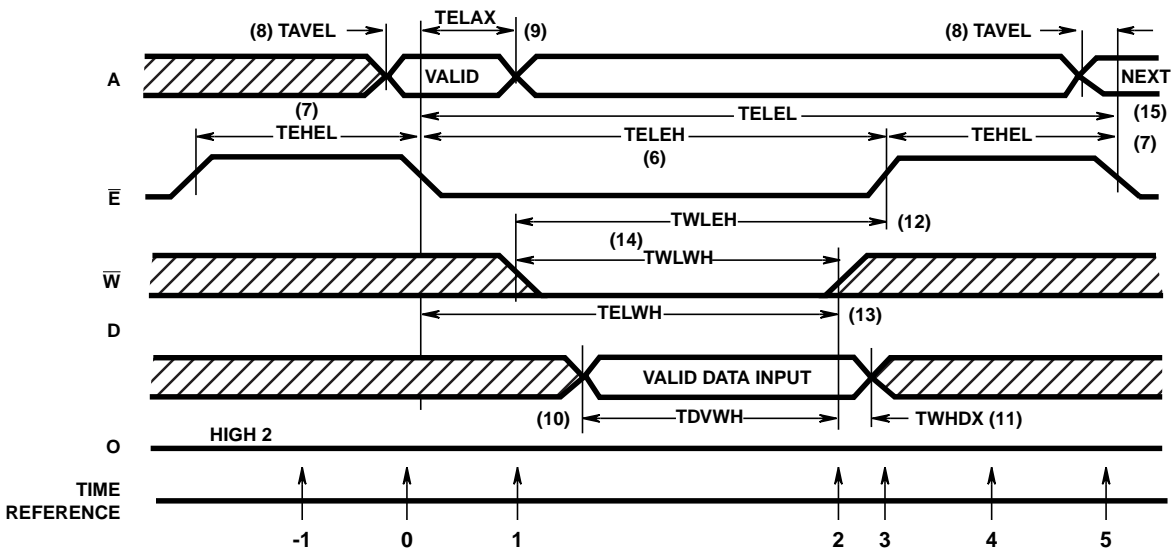 TELAX
(8) TAVEL
(9)
(8) TAVEL
A
VALID
NEXT
(7)
TELEL
(15)
TEHEL
TELEH
TEHEL
(7)
(6)
E
TWLEH
(12)
(14)
W
TWLWH
TELWH
(13)
D
VALID DATA INPUT
(10)
TDVWH
TWHDX (11)
HIGH 2
O
TIME
REFERENCE
-1 0 1 2 3 4 5